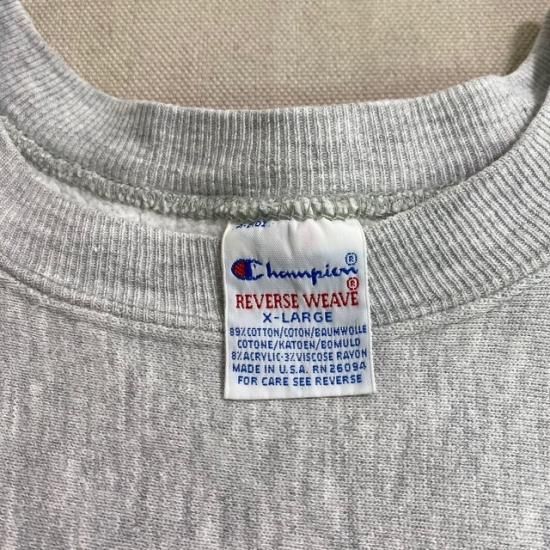 Champion®
REVERSE WEAVE®
X-LARGE
89% COTTON/COTON/BAUMWOLLE
COTONE/KATOEN/BOMULD
8% ACRYLIC-3% VISCOSE RAYON
MADE IN U.S.A. RN 26094
FOR CARE SEE REVERSE